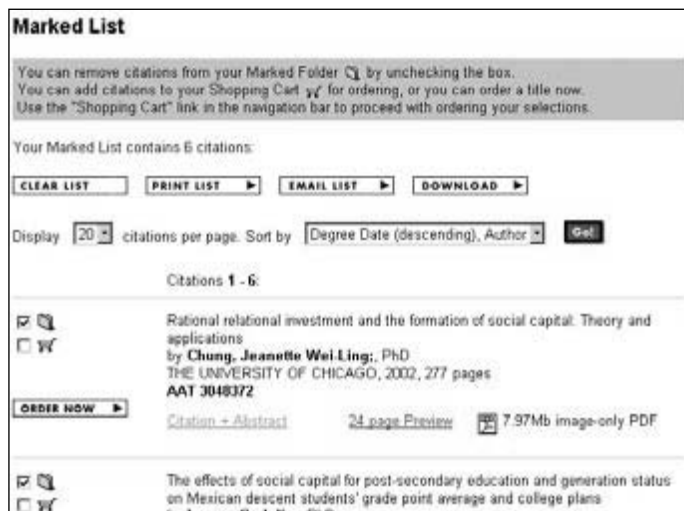 Marked List
You can remove citations from your Marked Folder by unchecking the box.
You can add citations to your Shopping Cart for ordering, or you can order a title now.
Use the "Shopping Cart" link in the navigation bar to proceed with ordering your selections.
Your Marked List contains 6 citations:
CLEAR LIST PRINT LIST EMAIL LIST DOWNLOAD
Display 20 citations per page. Sort by Degree Date (descending), Author Go!
Citations 1 - 6:
Rational relational investment and the formation of social capital: Theory and
applications
by Chung, Jeanette Wei-Ling;, PhD
THE UNIVERSITY OF CHICAGO, 2002, 277 pages
AAT 3048372
ORDER NOW
Citation + Abstract 24 page Preview 7.97Mb image-only PDF
The effects of social capital for post-secondary education and generation status
on Mexican descent students' grade point average and college plans